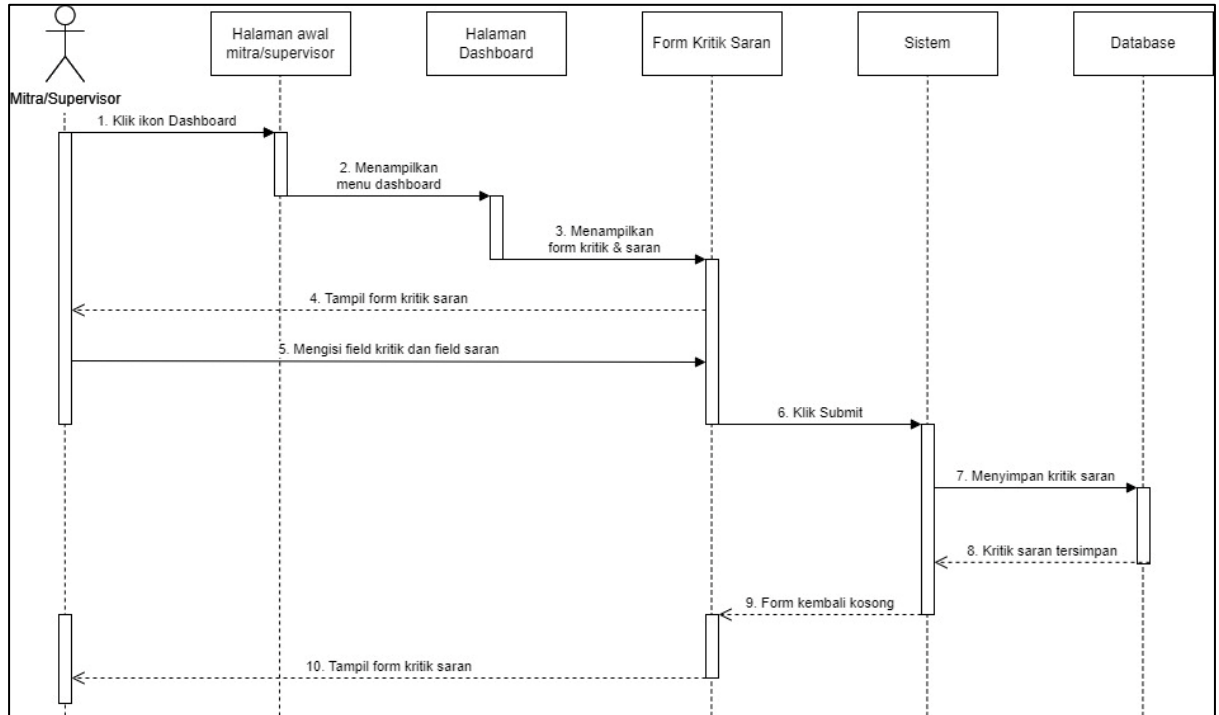 Halaman awal
mitra/supervisor
Halaman
Dashboard
Form Kritik Saran
Sistem
Database
Mitra/Supervisor
1. Klik ikon Dashboard
2. Menampilkan
menu dashboard
3. Menampilkan
form kritik & saran
4. Tampil form kritik saran
5. Mengisi field kritik dan field saran
6. Klik Submit
7. Menyimpan kritik saran
8. Kritik saran tersimpan
9. Form kembali kosong
10. Tampil form kritik saran